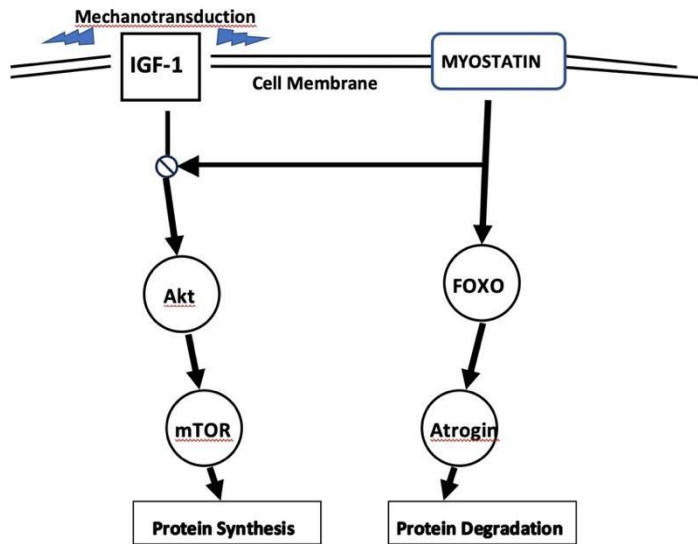 Mechanotransduction
IGF-1
MYOSTATIN
Cell Membrane
Akt
FOXO
mTOR
Atrogin
Protein Synthesis
Protein Degradation